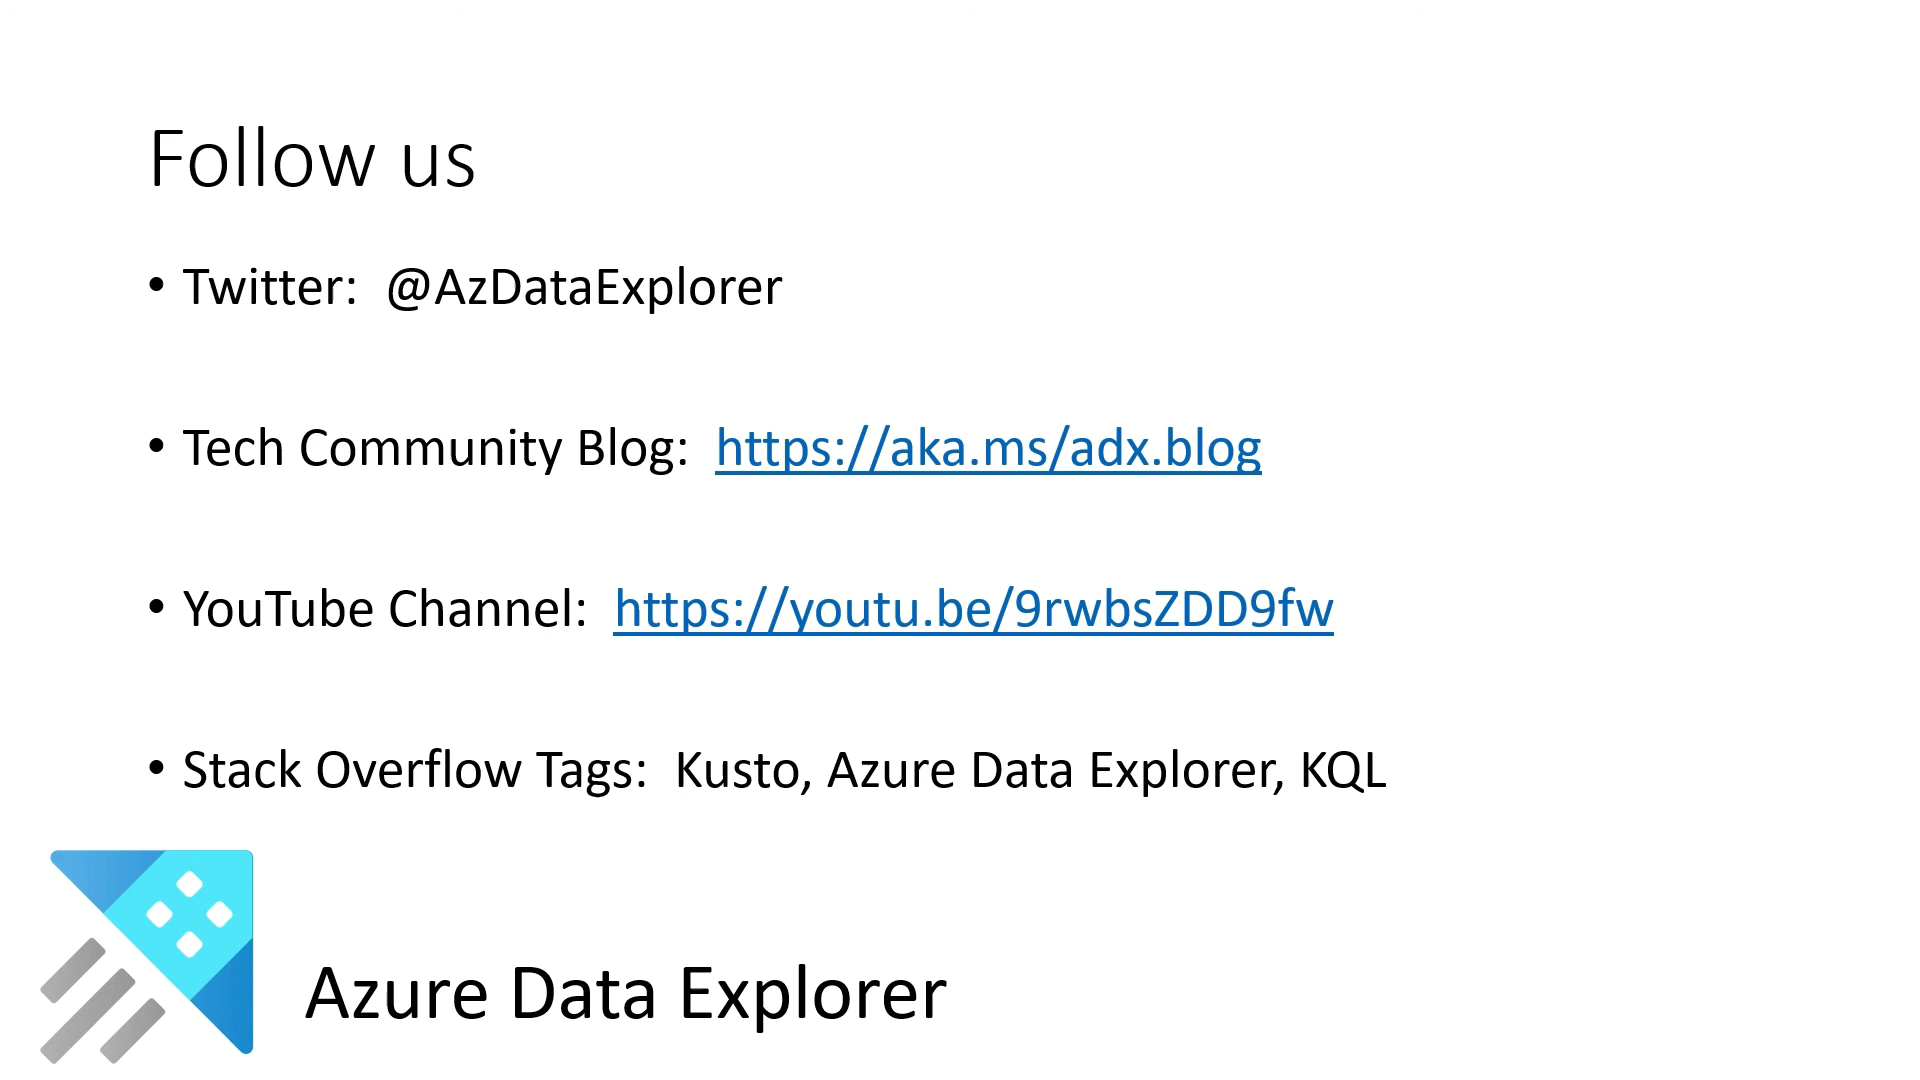 Follow us
• Twitter: @AzDataExplorer
• Tech Community Blog: https://aka.ms/adx.blog
• YouTube Channel: https://youtu.be/9rwbsZDD9fw
• Stack Overflow Tags: Kusto, Azure Data Explorer, KQL
Azure Data Explorer